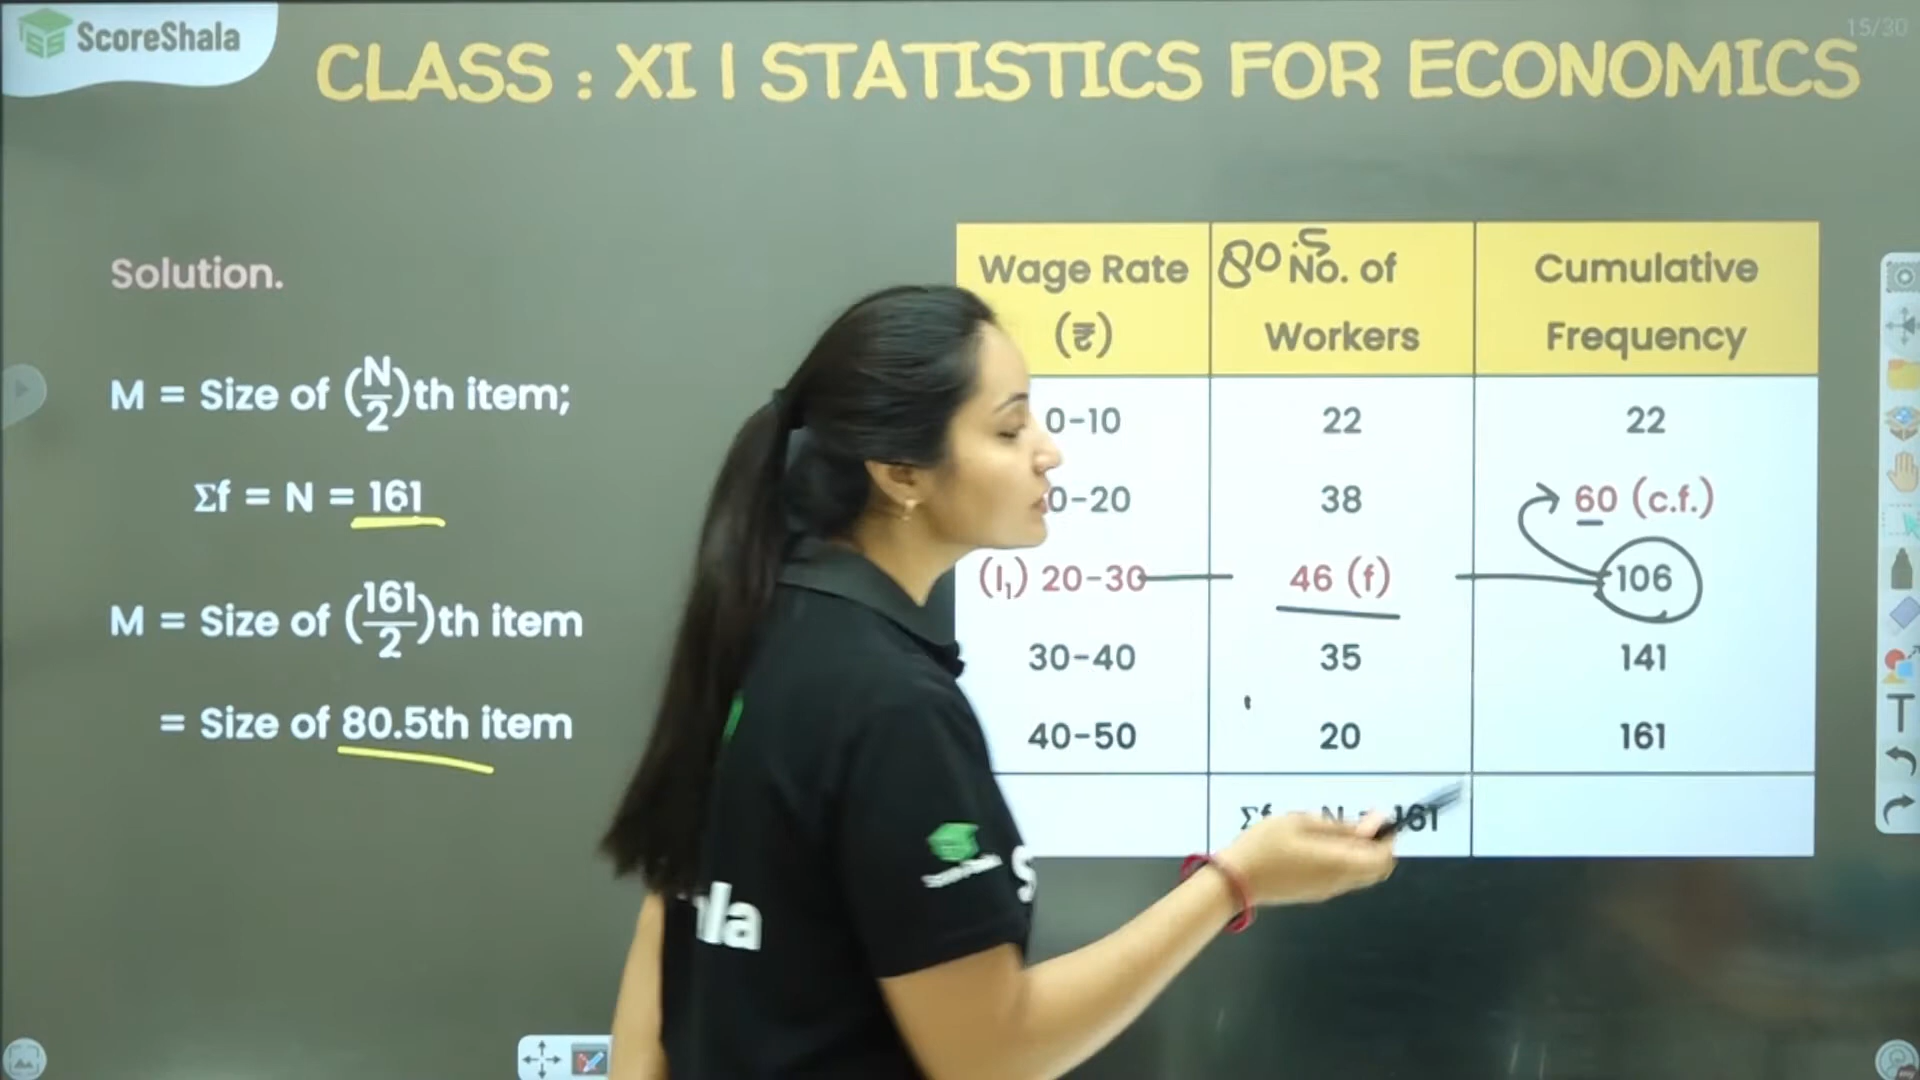 ScoreShala
15/30
CLASS : XI | STATISTICS FOR ECONOMICS
Solution.
M = Size of (N/2)th item;
Σf = N = 161
M = Size of (161/2)th item
= Size of 80.5th item
Wage Rate (₹)
80.5
No. of Workers
Cumulative Frequency
0-10 22 22
0-20 38 60 (c.f.)
(l₁) 20-30 46 (f) 106
30-40 35 141
40-50 20 161
Σf N = 161
la
S
T